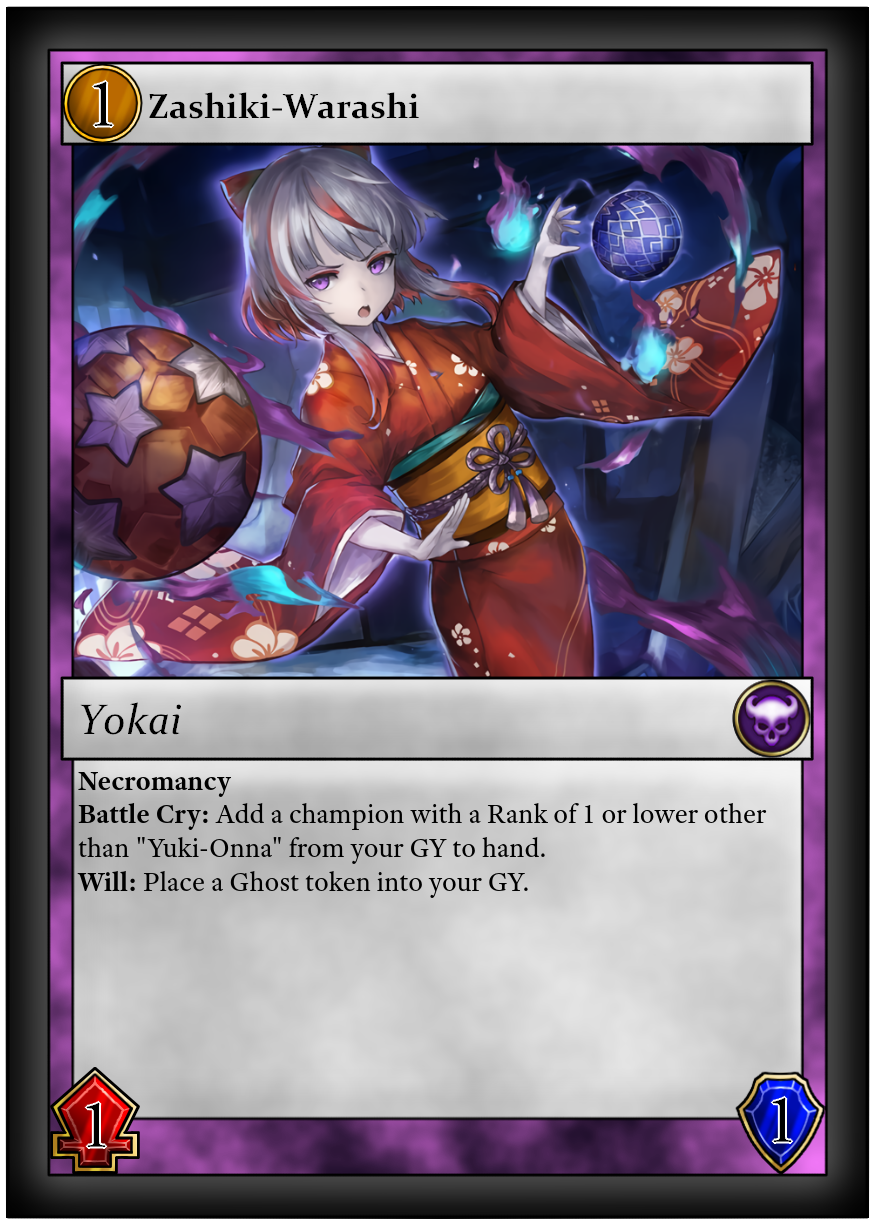 1 Zashiki-Warashi
Yokai
Necromancy
Battle Cry: Add a champion with a Rank of 1 or lower other
than "Yuki-Onna" from your GY to hand.
Will: Place a Ghost token into your GY.
1 1